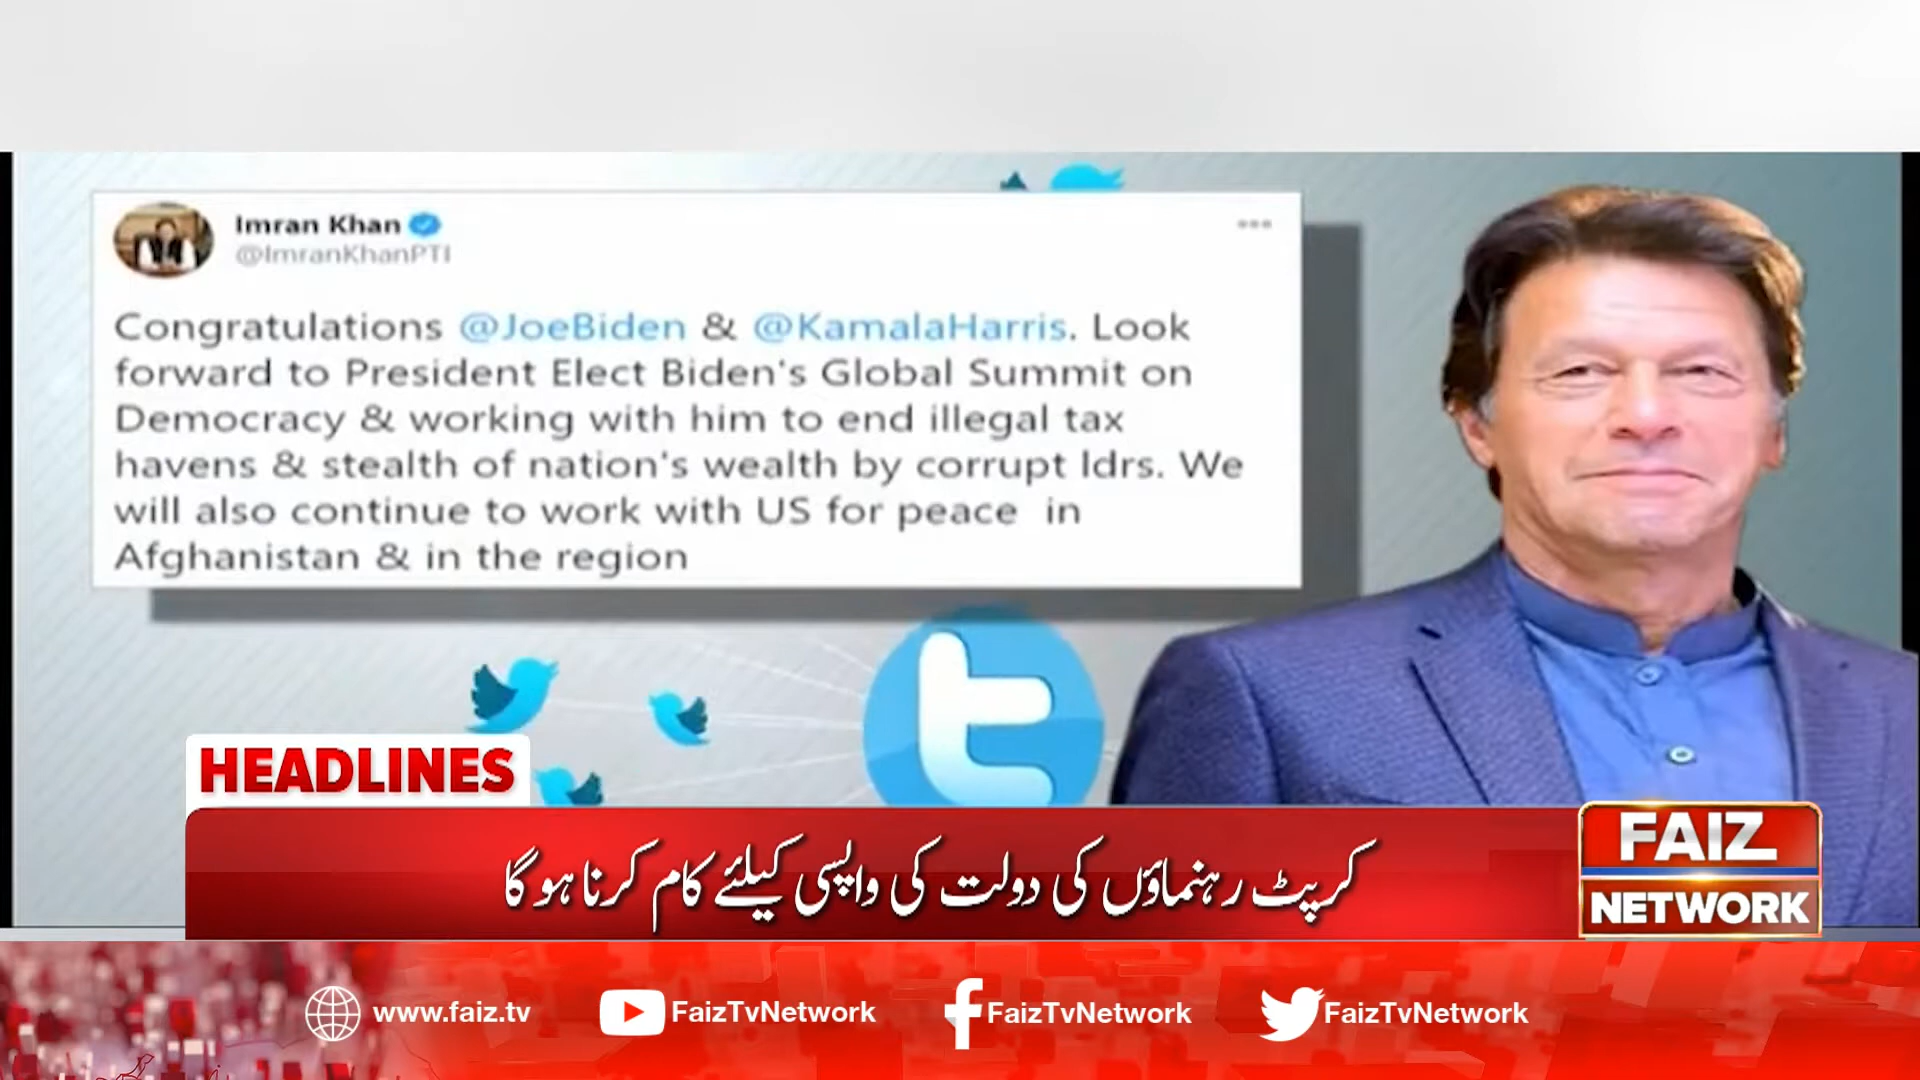 Imran Khan
@ImranKhanPTI
Congratulations @JoeBiden & @KamalaHarris. Look
forward to President Elect Biden's Global Summit on
Democracy & working with him to end illegal tax
havens & stealth of nation's wealth by corrupt ldrs. We
will also continue to work with US for peace in
Afghanistan & in the region
HEADLINES
کرپٹ رہنماؤں کی دولت کی واپسی کیلئے کام کرنا ہو گا
FAIZ
NETWORK
www.faiz.tv FaizTvNetwork FaizTvNetwork FaizTvNetwork